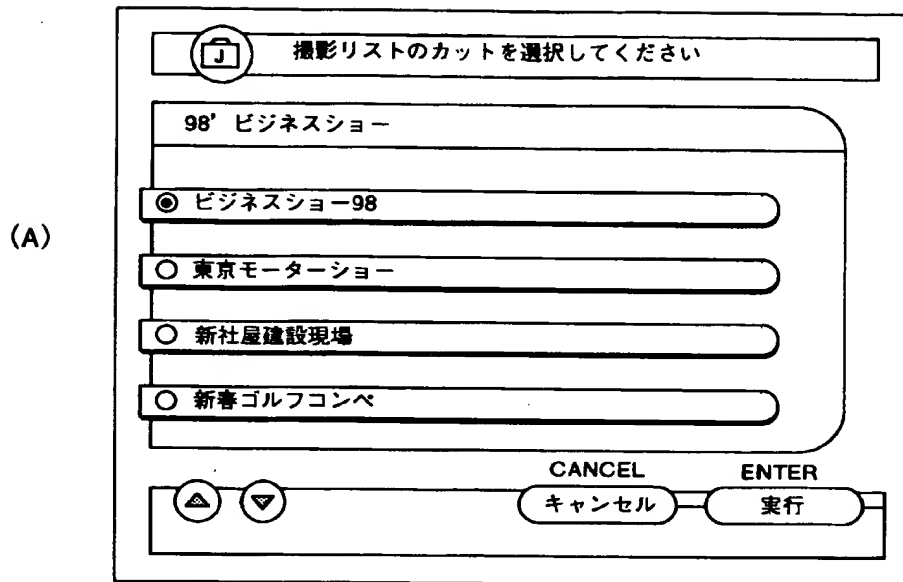 J
撮影リストのカットを選択してください
98' ビジネスショー
(A)
ビジネスショー98
東京モーターショー
新社屋建設現場
新春ゴルフコンペ
CANCEL
ENTER
キャンセル
実行